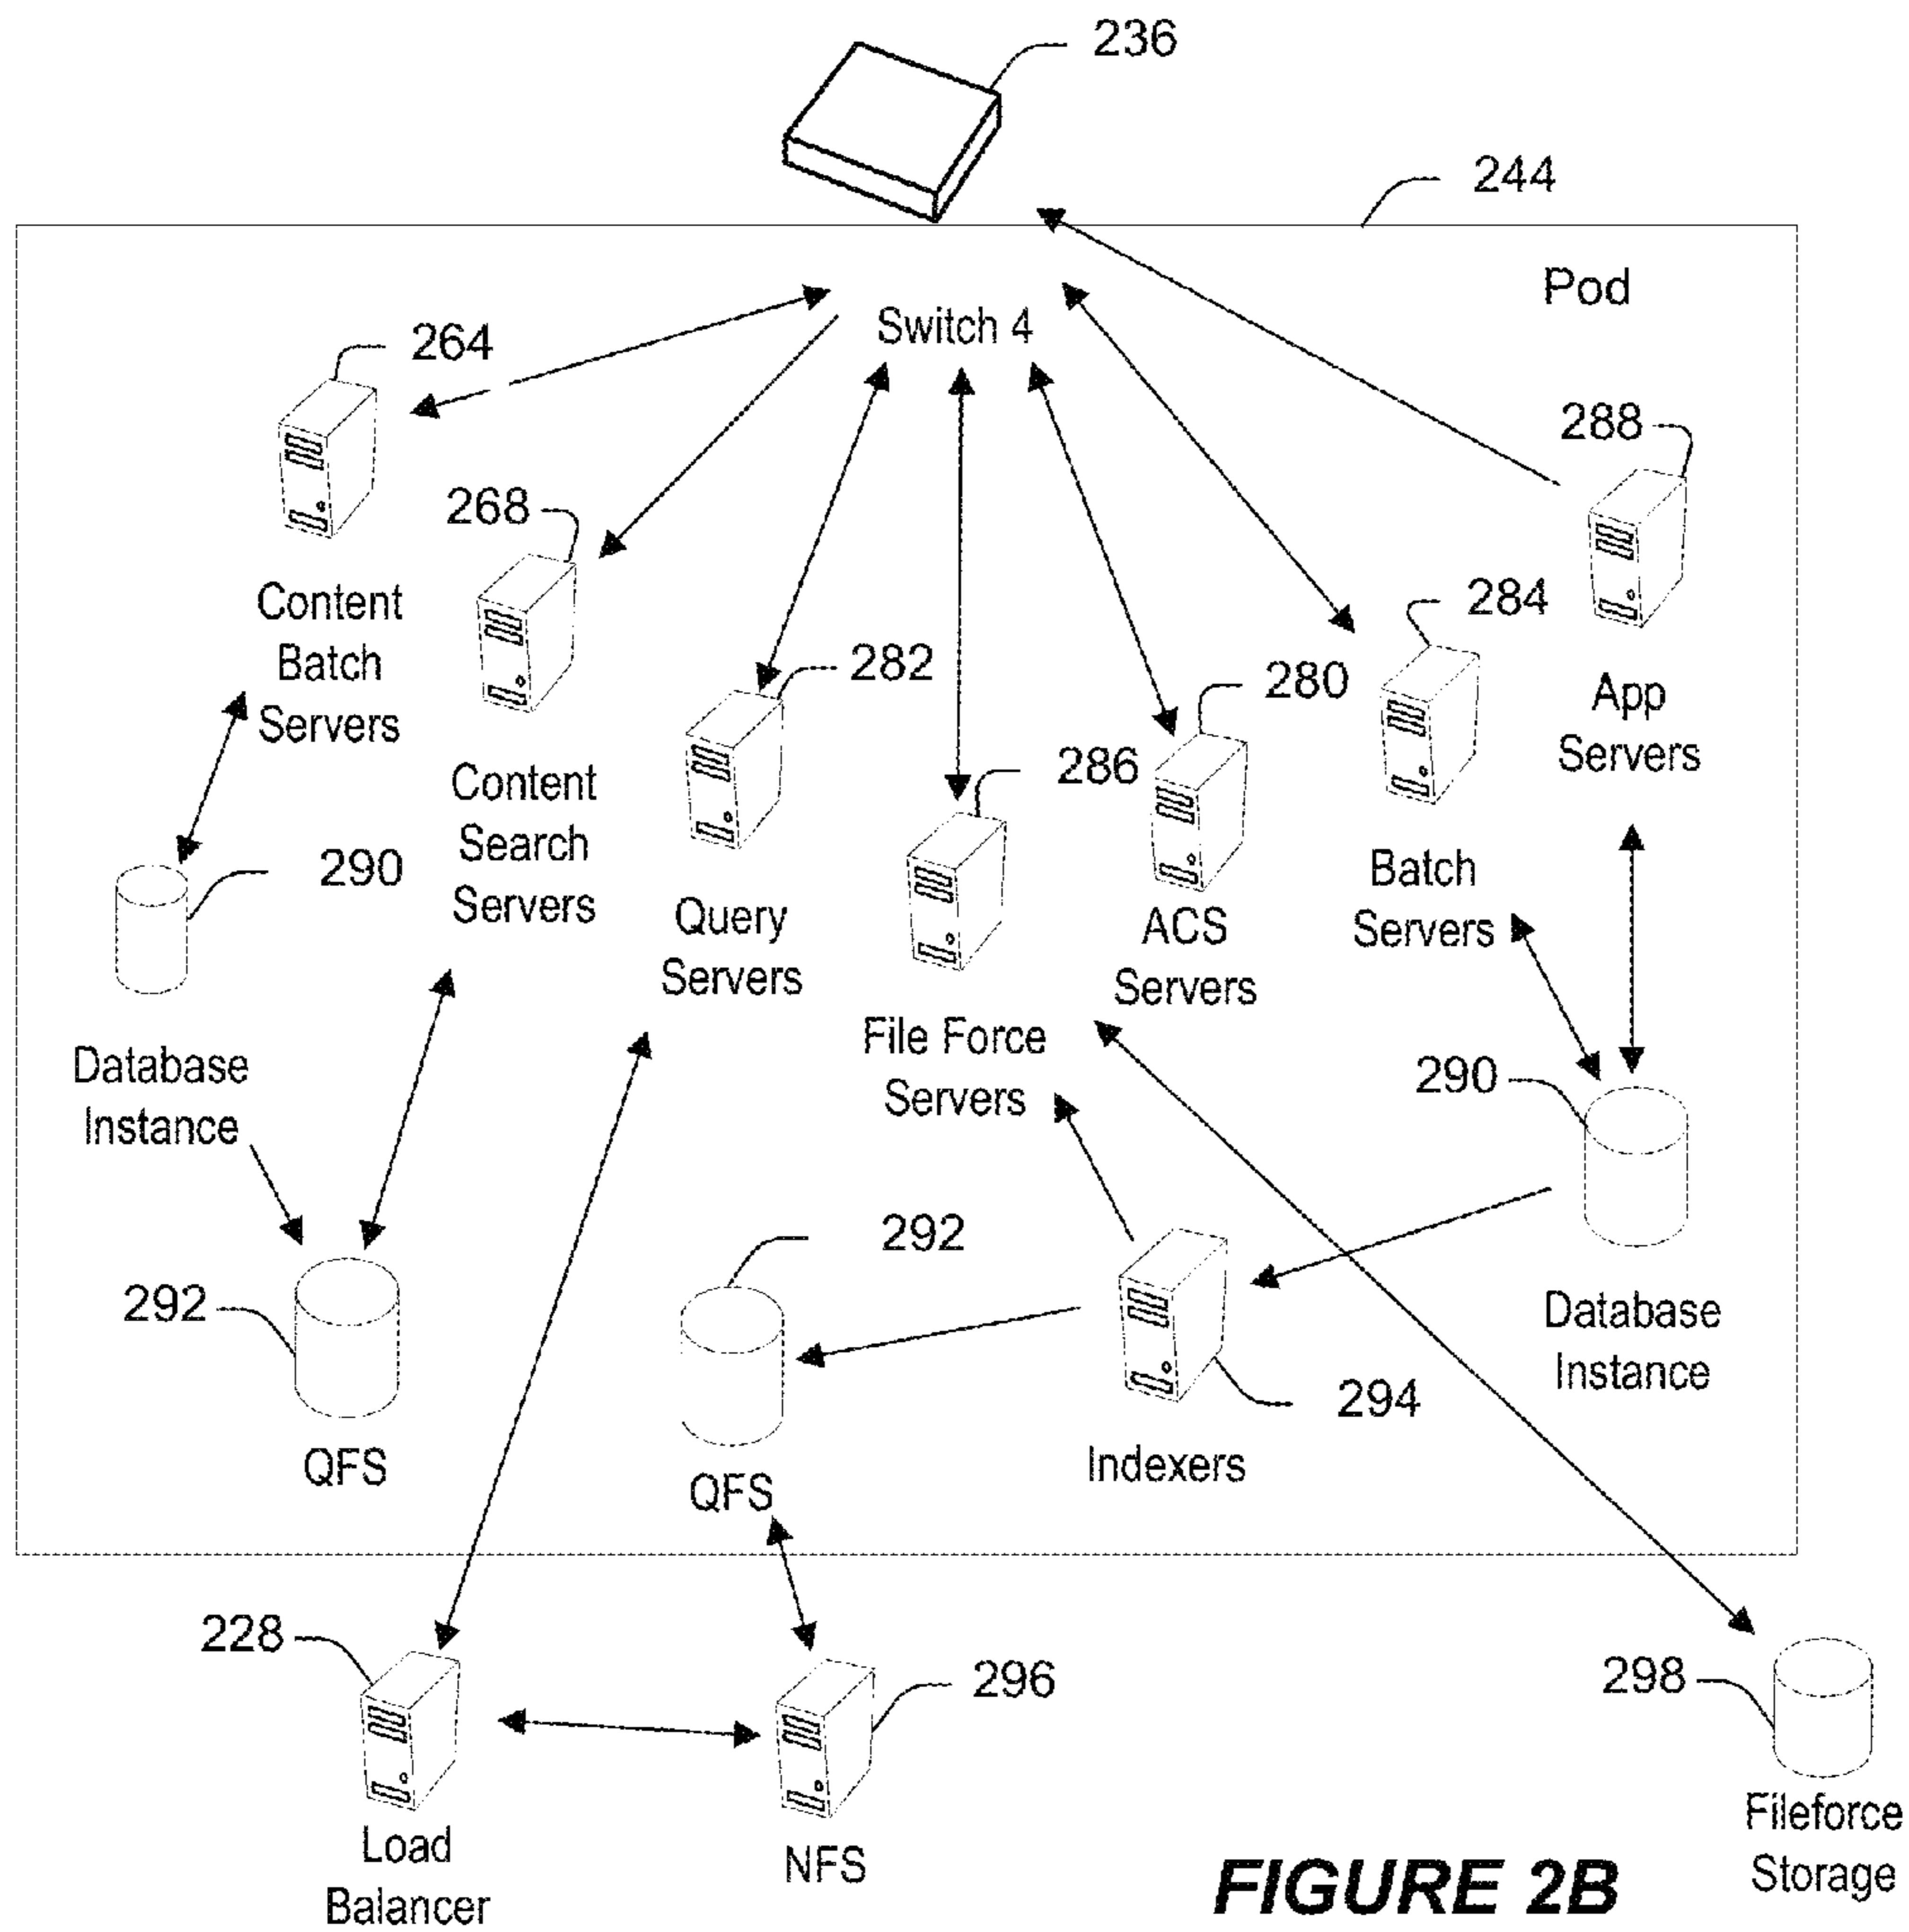 236
244
Pod
Switch 4
264
288
268
Content
Batch
Servers
284
282
280
App
Servers
286
Content
Search
Servers
290
Batch
Servers
Query
Servers
ACS
Servers
File Force
Servers
Database
Instance
290
292
292
Database
Instance
294
QFS
QFS
Indexers
228
296
298
Load
Balancer
NFS
Fileforce
Storage
FIGURE 2B